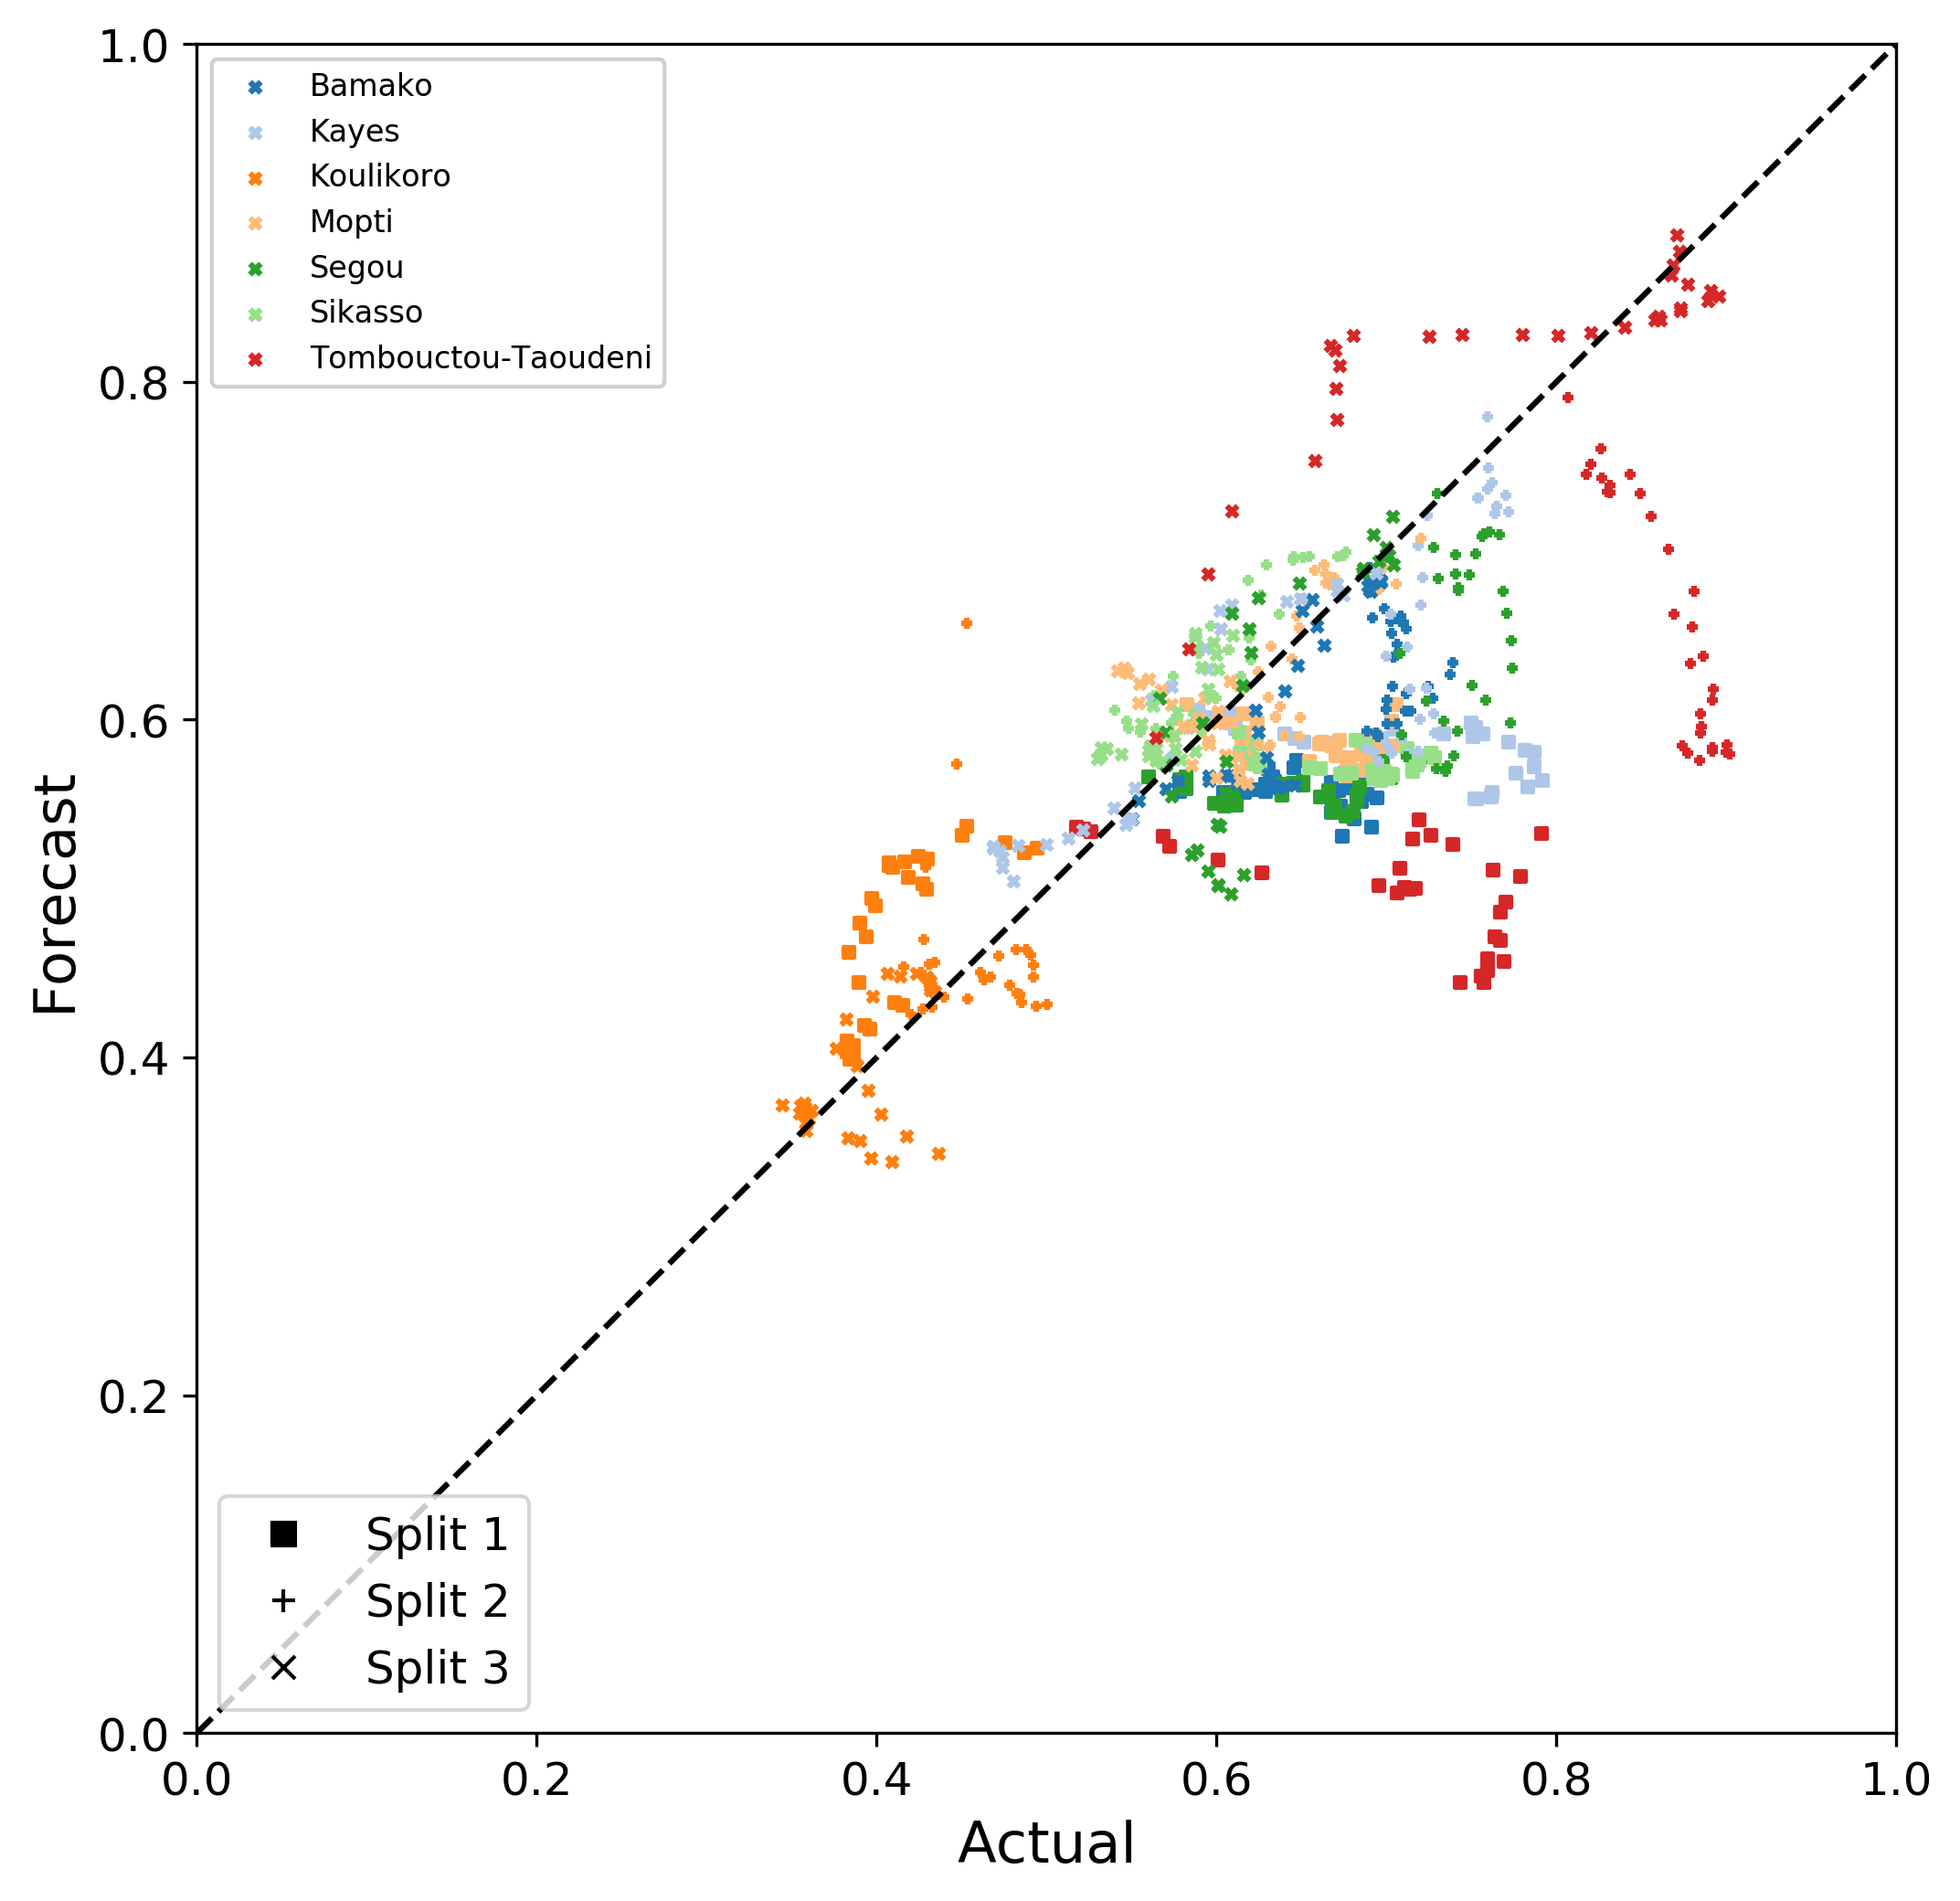 1.0
0.8
0.6
0.4
0.2
0.0
Forecast
Bamako
Kayes
Koulikoro
Mopti
Segou
Sikasso
Tombouctou-Taoudeni
Split 1
Split 2
Split 3
0.0 0.2 0.4 0.6 0.8 1.0
Actual